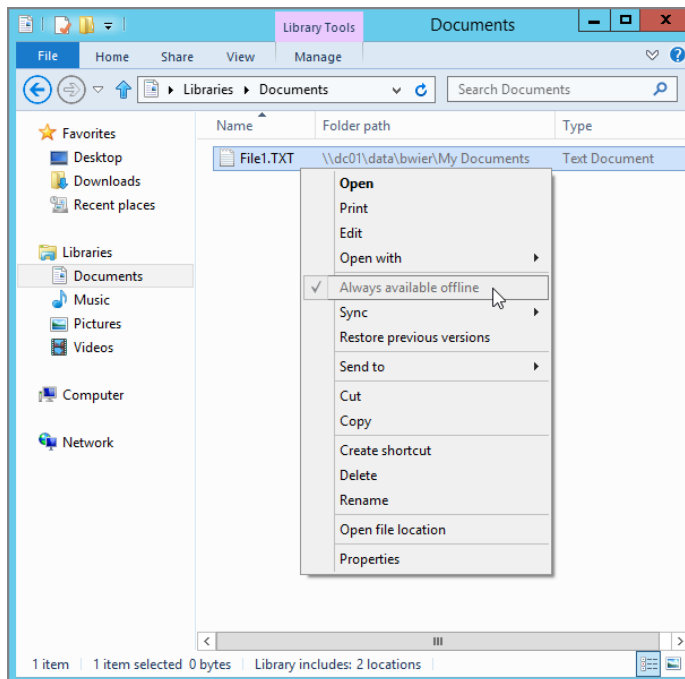 Library Tools
Documents
File
Home
Share
View
Manage
Libraries
Documents
Search Documents
Favorites
Desktop
Downloads
Recent places
Libraries
Documents
Music
Pictures
Videos
Computer
Network
Name
Folder path
Type
File1.TXT
\\dc01\data\bwier\My Documents
Text Document
Open
Print
Edit
Open with
Always available offline
Sync
Restore previous versions
Send to
Cut
Copy
Create shortcut
Delete
Rename
Open file location
Properties
1 item
1 item selected 0 bytes
Library includes: 2 locations